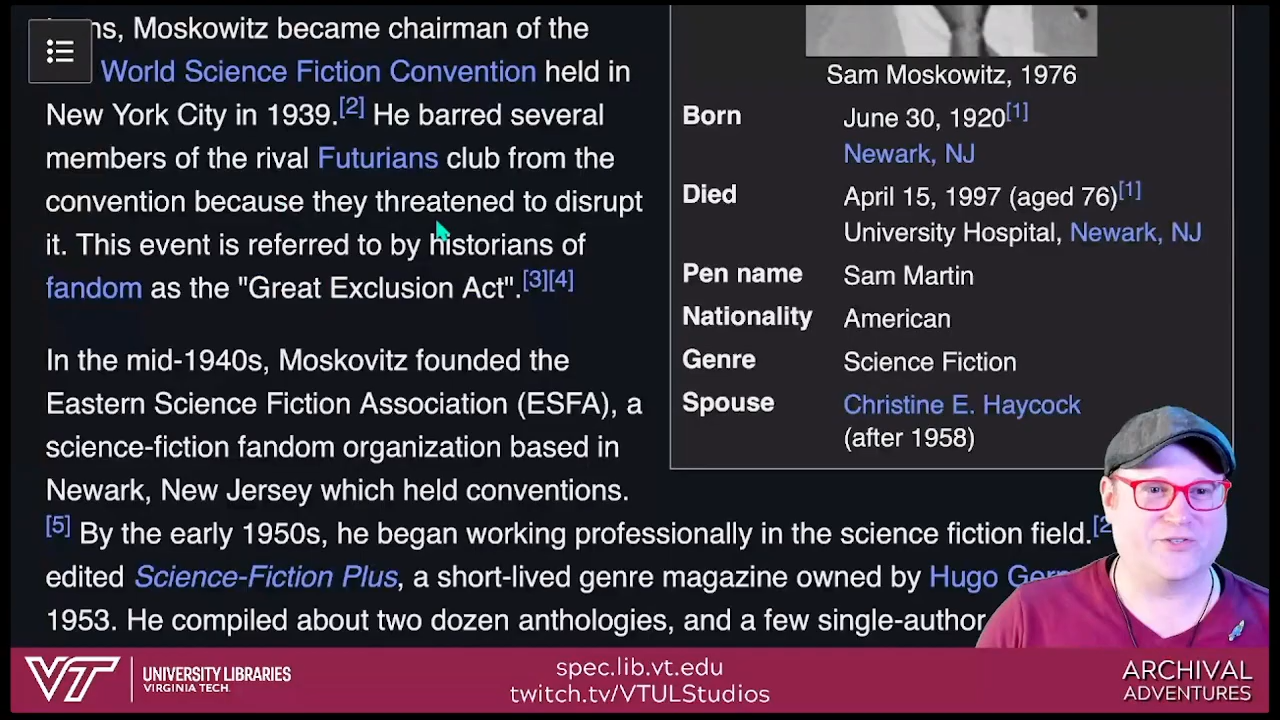 Moskowitz became chairman of the
World Science Fiction Convention held in
New York City in 1939.[2] He barred several
members of the rival Futurians club from the
convention because they threatened to disrupt
it. This event is referred to by historians of
fandom as the "Great Exclusion Act".[3][4]
In the mid-1940s, Moskovitz founded the
Eastern Science Fiction Association (ESFA), a
science-fiction fandom organization based in
Newark, New Jersey which held conventions.
[5] By the early 1950s, he began working professionally in the science fiction field.
edited Science-Fiction Plus, a short-lived genre magazine owned by Hugo
1953. He compiled about two dozen anthologies, and a few single-author
Sam Moskowitz, 1976
Born June 30, 1920[1]
Newark, NJ
Died April 15, 1997 (aged 76)[1]
University Hospital, Newark, NJ
Pen name Sam Martin
Nationality American
Genre Science Fiction
Spouse Christine E. Haycock
(after 1958)
VT UNIVERSITY LIBRARIES
VIRGINIA TECH.
spec.lib.vt.edu
twitch.tv/VTULStudios
ARCHIVAL
ADVENTURES